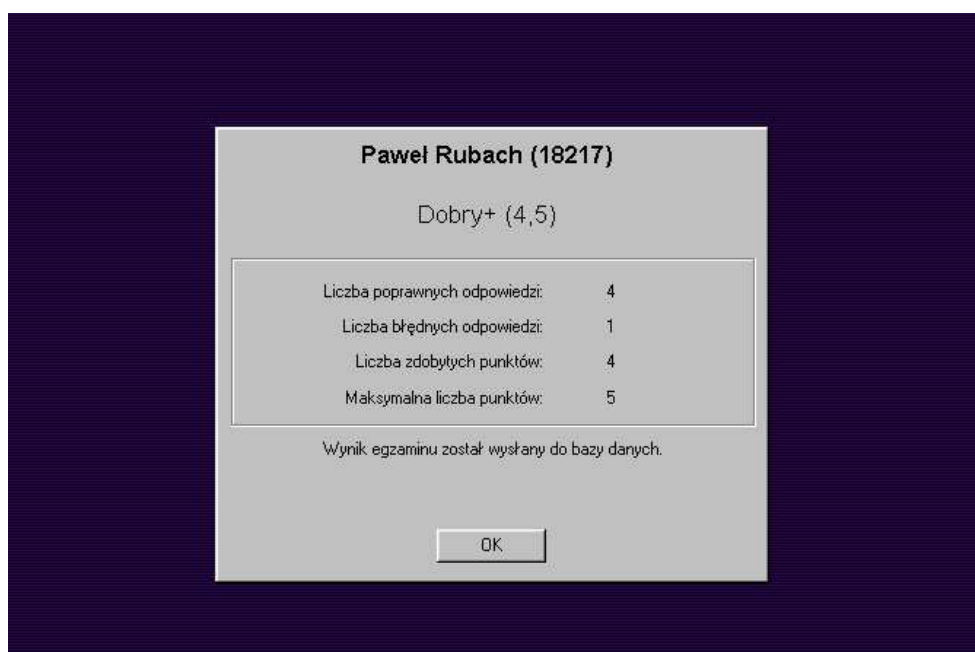 Paweł Rubach (18217)
Dobry+ (4,5)
Liczba poprawnych odpowiedzi: 4
Liczba błędnych odpowiedzi: 1
Liczba zdobytych punktów: 4
Maksymalna liczba punktów: 5
Wynik egzaminu został wysłany do bazy danych.
OK